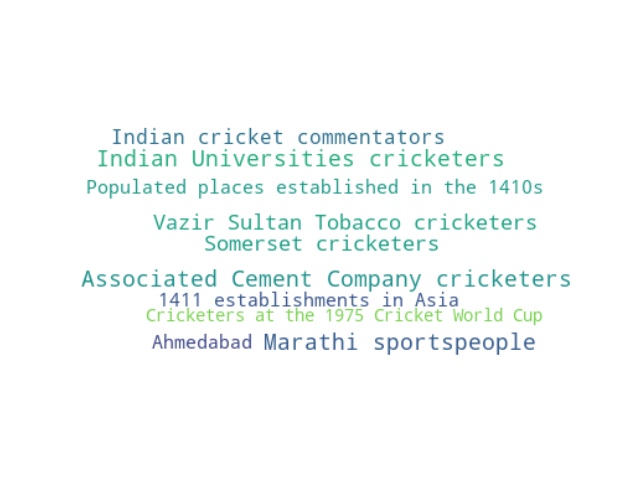 Indian cricket commentators
Indian Universities cricketers
Populated places established in the 1410s
Vazir Sultan Tobacco cricketers
Somerset cricketers
Associated Cement Company cricketers
1411 establishments in Asia
Cricketers at the 1975 Cricket World Cup
Ahmedabad Marathi sportspeople